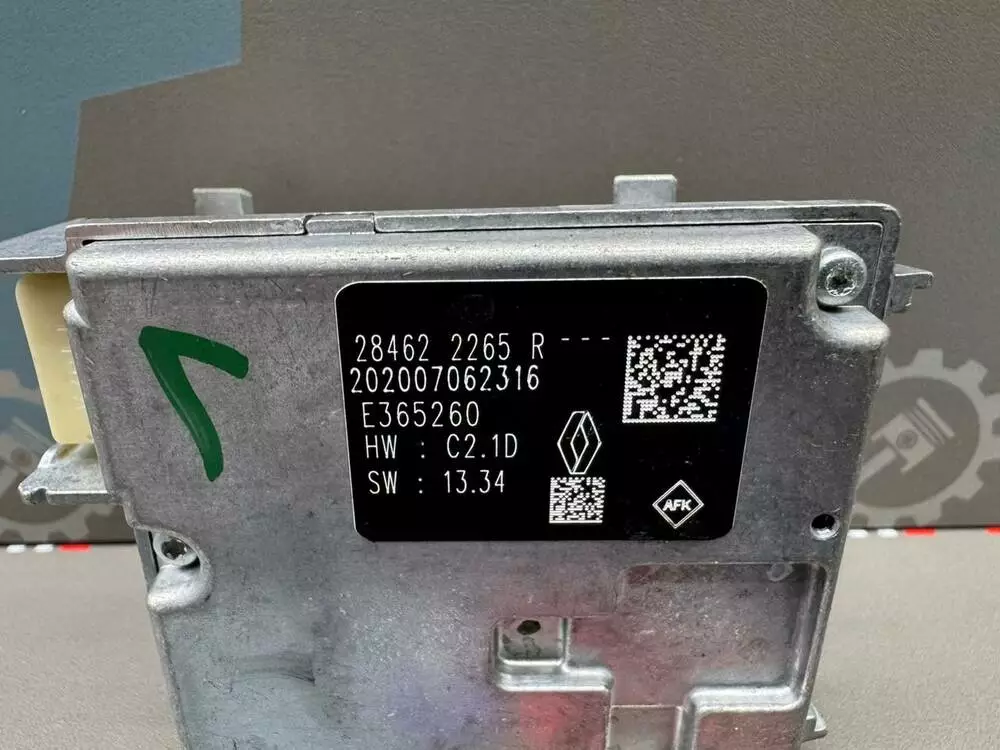 28462 2265 R ---
202007062316
E365260
HW : C2.1D
SW : 13.34
AFK